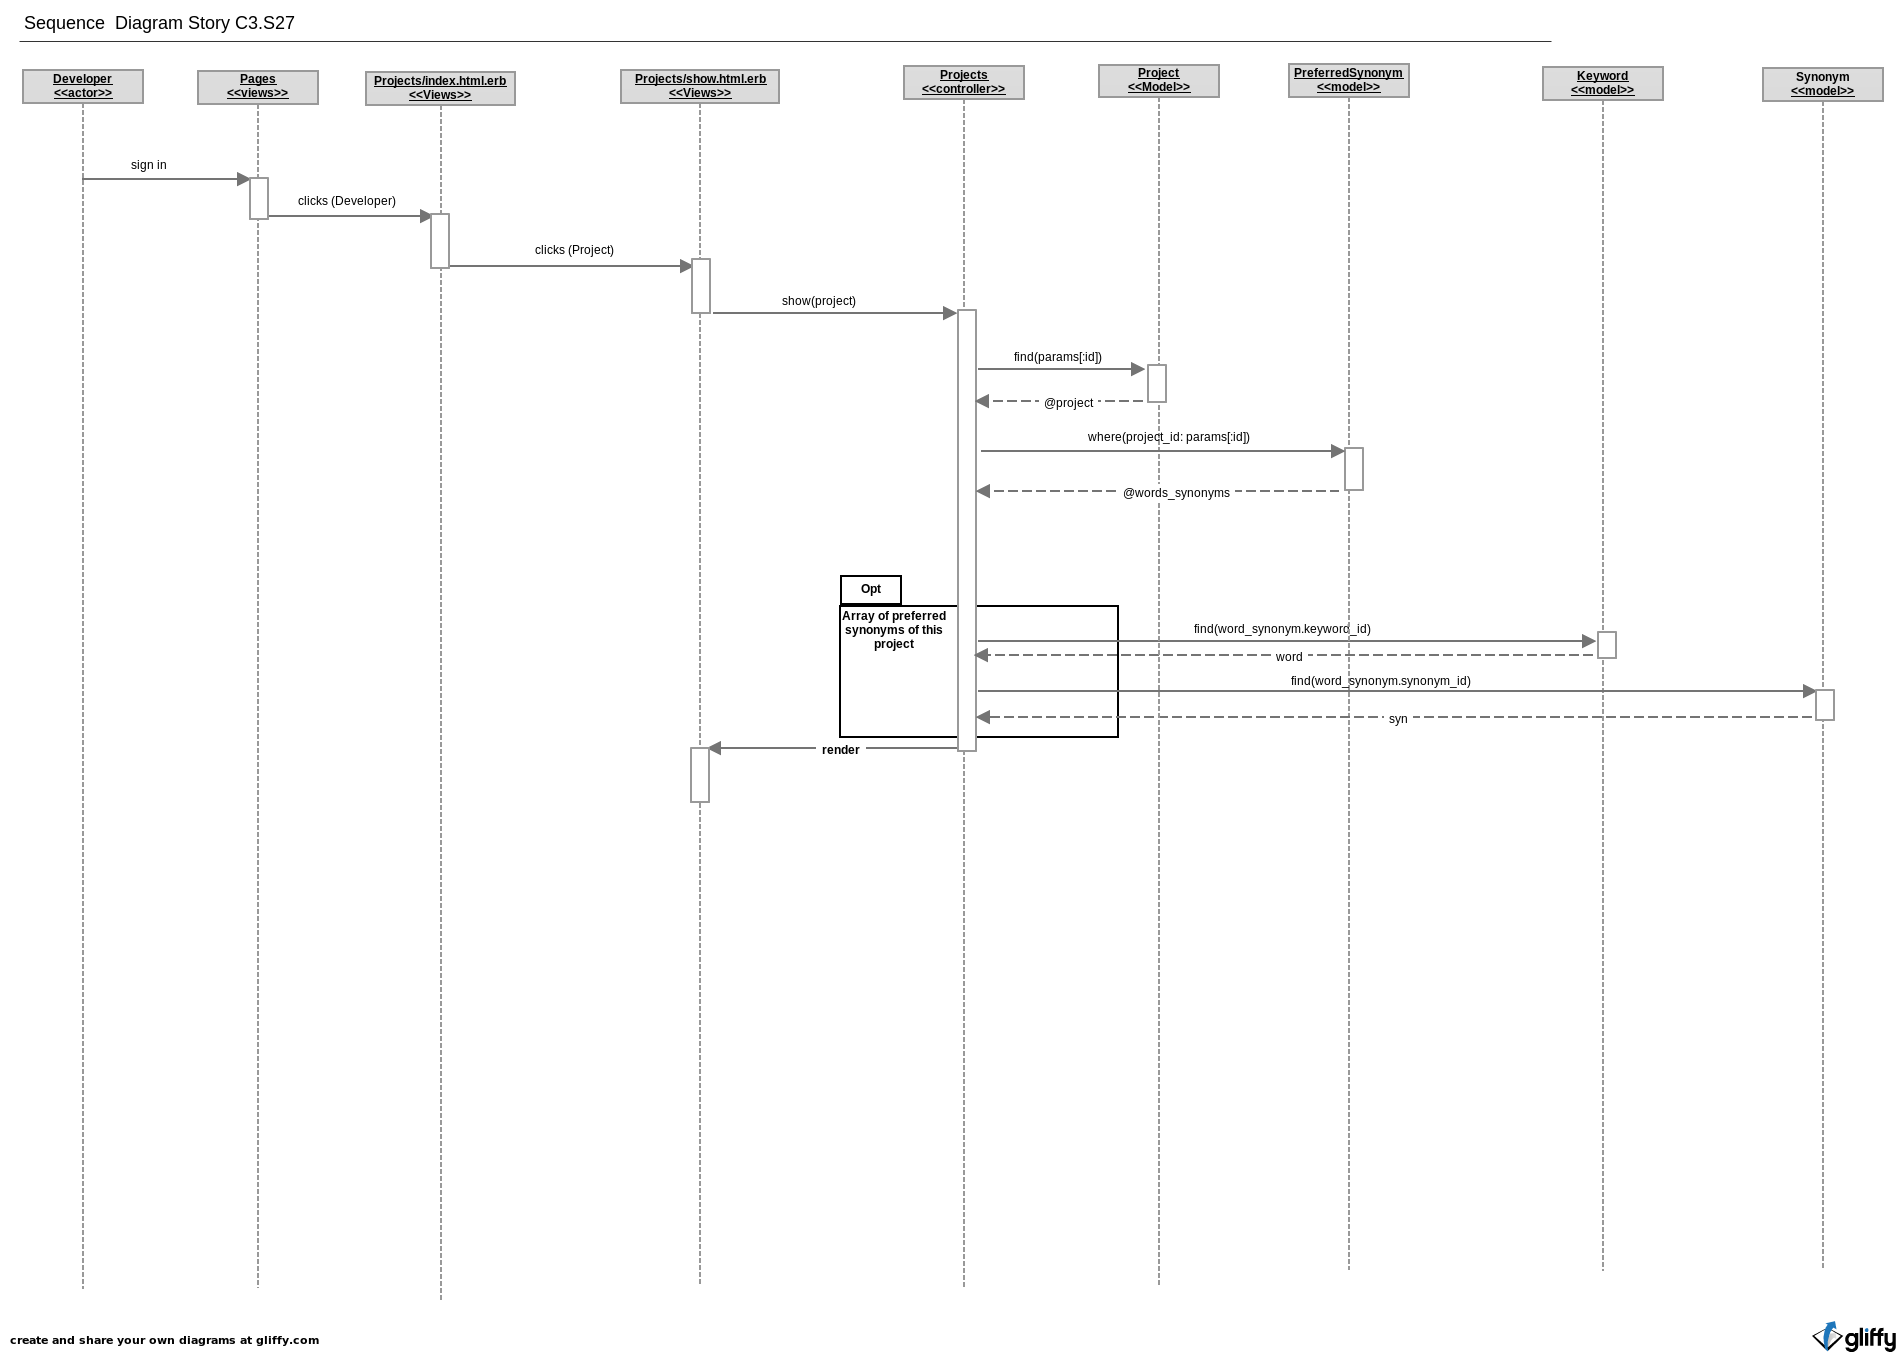 Sequence  Diagram Story C3.S27
Developer
<<actor>>
Pages
<<views>>
Projects/index.html.erb
<<Views>>
Projects/show.html.erb
<<Views>>
Projects
<<controller>>
Project
<<Model>>
PreferredSynonym
<<model>>
Keyword
<<model>>
Synonym
<<model>>
sign in
clicks (Developer)
clicks (Project)
show(project)
find(params[:id])
@project
where(project_id: params[:id])
@words_synonyms
Opt
Array of preferred
synonyms of this
project
find(word_synonym.keyword_id)
word
find(word_synonym.synonym_id)
syn
render
create and share your own diagrams at gliffy.com
gliffy